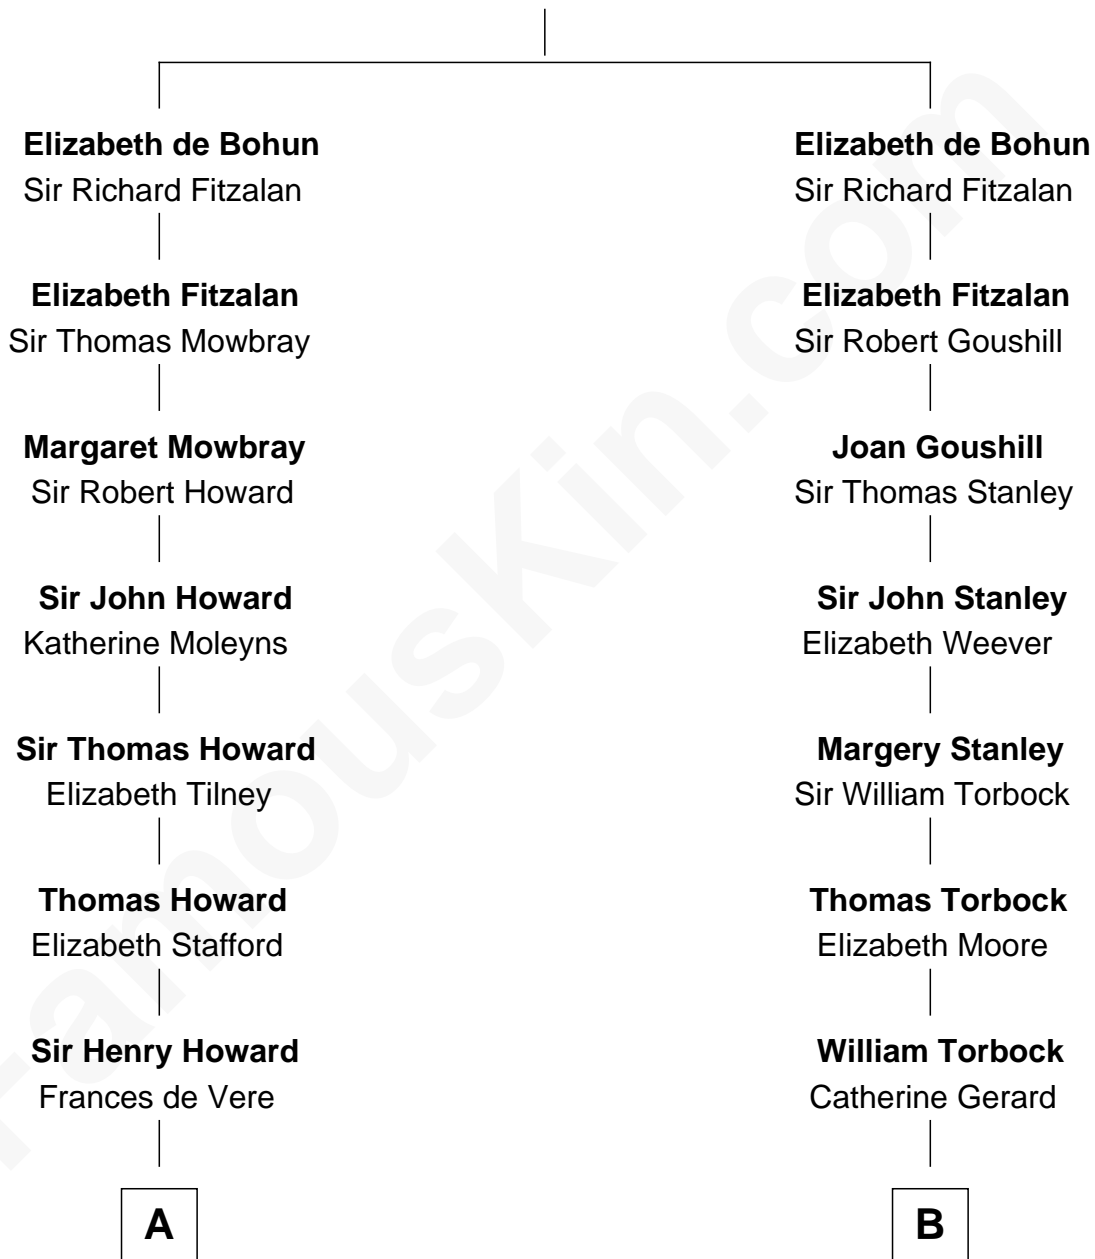 Elizabeth de Bohun
Sir Richard Fitzalan
Elizabeth Fitzalan
Sir Thomas Mowbray
Margaret Mowbray
Sir Robert Howard
Sir John Howard
Katherine Moleyns
Sir Thomas Howard
Elizabeth Tilney
Thomas Howard
Elizabeth Stafford
Sir Henry Howard
Frances de Vere
A
Elizabeth de Bohun
Sir Richard Fitzalan
Elizabeth Fitzalan
Sir Robert Goushill
Joan Goushill
Sir Thomas Stanley
Sir John Stanley
Elizabeth Weever
Margery Stanley
Sir William Torbock
Thomas Torbock
Elizabeth Moore
William Torbock
Catherine Gerard
B
FamousKin.com